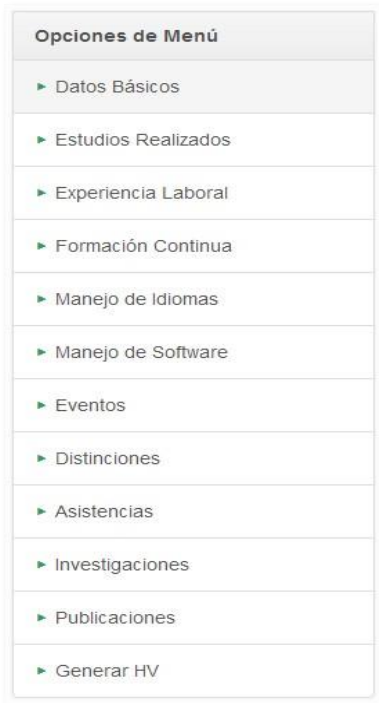 Opciones de Menú
Datos Básicos
Estudios Realizados
Experiencia Laboral
Formación Continua
Manejo de Idiomas
Manejo de Software
Eventos
Distinciones
Asistencias
Investigaciones
Publicaciones
Generar HV